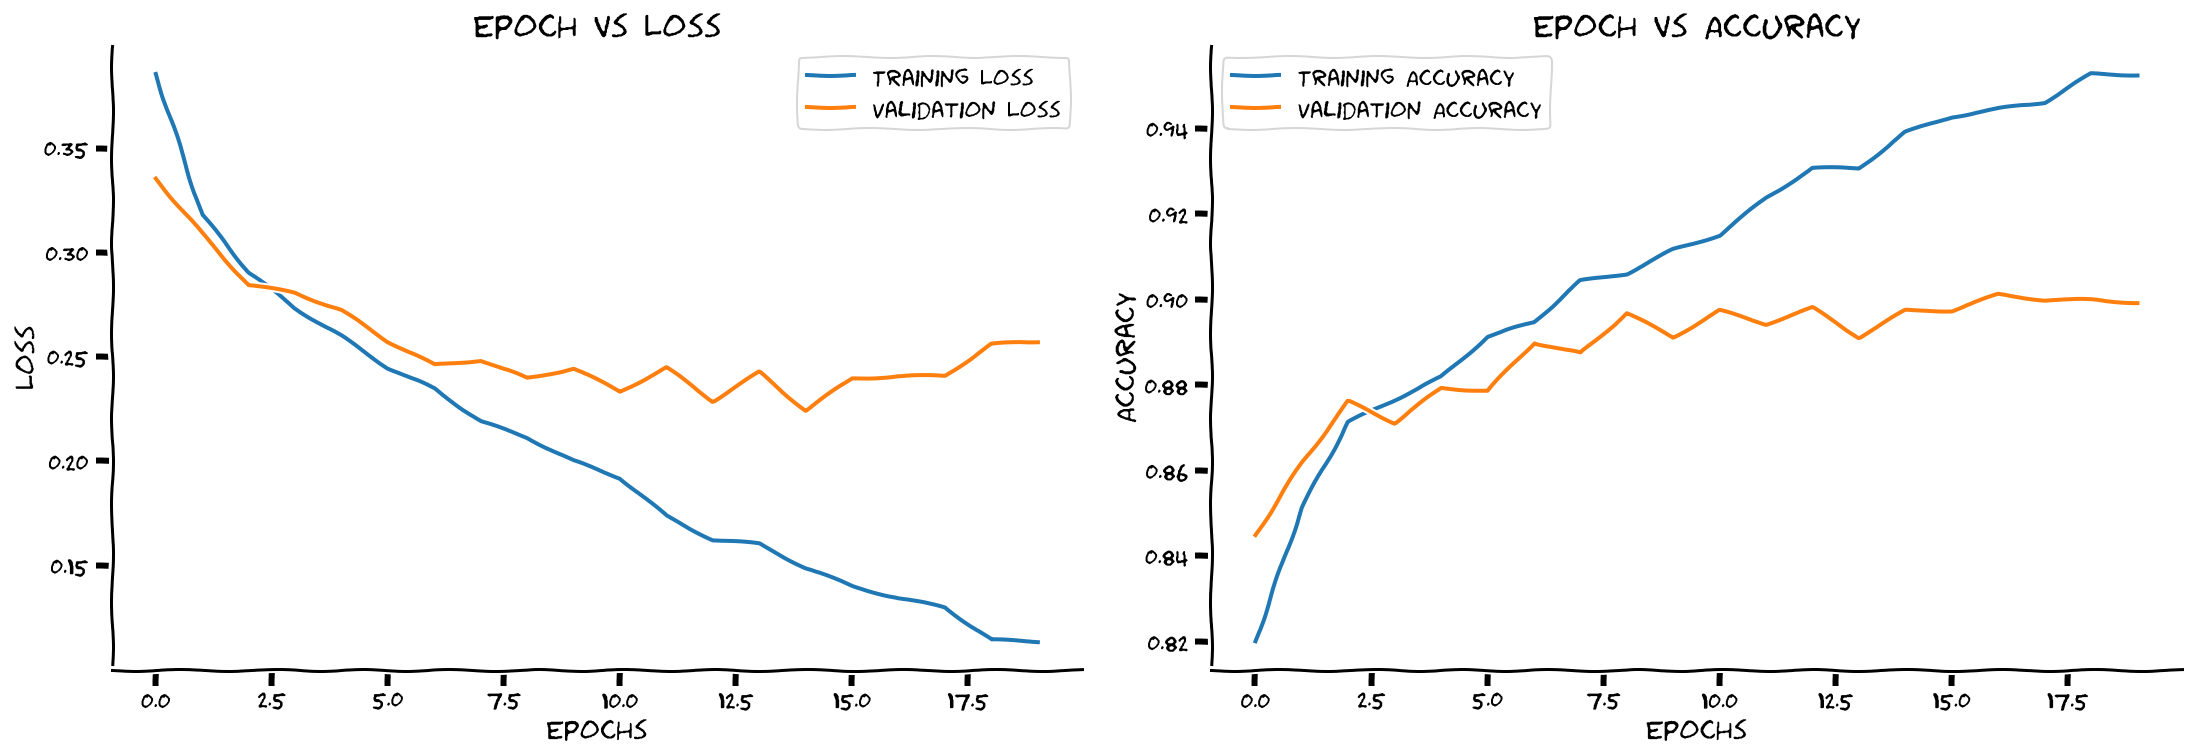 EPOCH VS LOSS
TRAINING LOSS
VALIDATION LOSS
0.35
0.30
0.25
0.20
0.15
LOSS
0.0 2.5 5.0 7.5 10.0 12.5 15.0 17.5
EPOCHS
EPOCH VS ACCURACY
TRAINING ACCURACY
VALIDATION ACCURACY
0.94
0.92
0.90
0.88
0.86
0.84
0.82
ACCURACY
0.0 2.5 5.0 7.5 10.0 12.5 15.0 17.5
EPOCHS